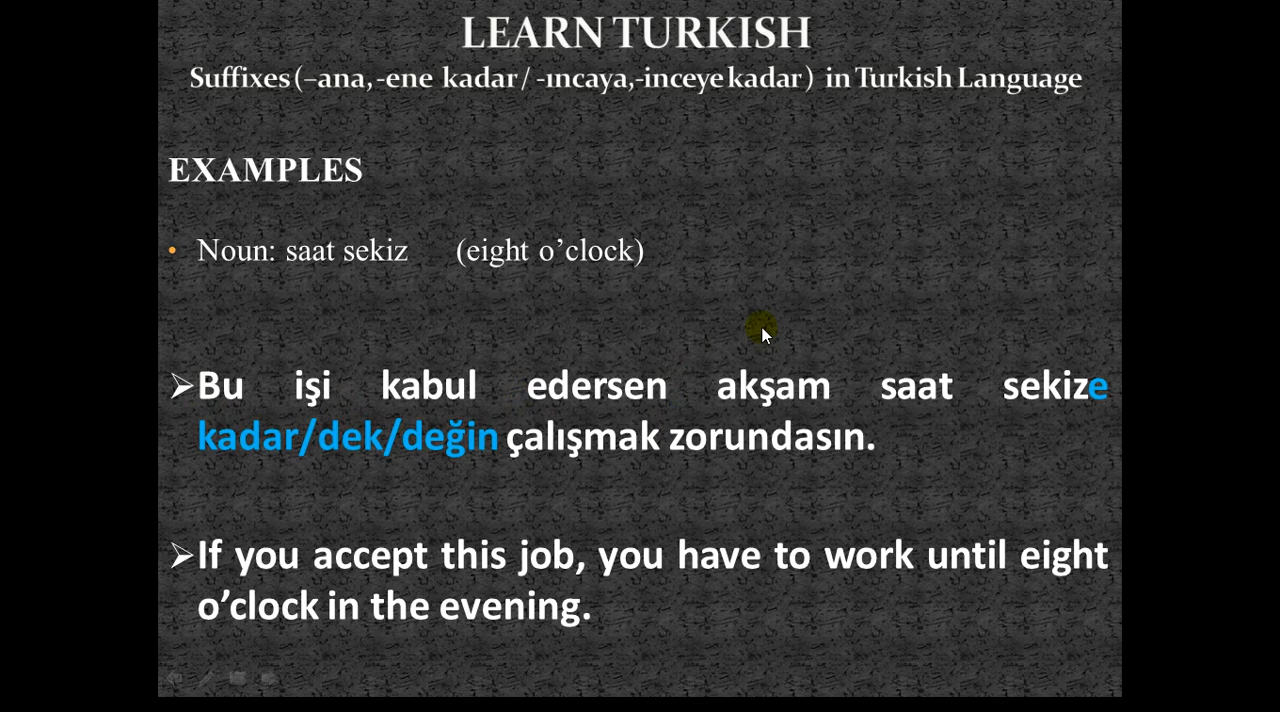 LEARN TURKISH
Suffixes (–ana, -ene kadar / -ıncaya,-inceye kadar ) in Turkish Language
EXAMPLES
• Noun: saat sekiz (eight o’clock)
➢Bu işi kabul edersen akşam saat sekize
kadar/dek/değin çalışmak zorundasın.
➢If you accept this job, you have to work until eight
o’clock in the evening.